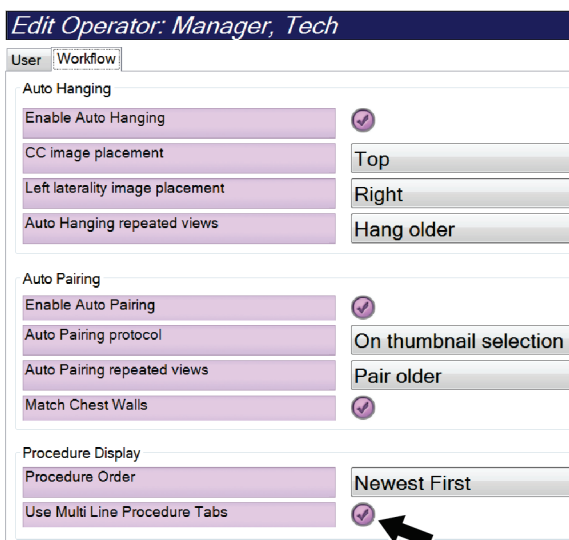 Edit Operator: Manager, Tech
User Workflow
Auto Hanging
Enable Auto Hanging
CC image placement Top
Left laterality image placement Right
Auto Hanging repeated views Hang older
Auto Pairing
Enable Auto Pairing
Auto Pairing protocol On thumbnail selection
Auto Pairing repeated views Pair older
Match Chest Walls
Procedure Display
Procedure Order Newest First
Use Multi Line Procedure Tabs